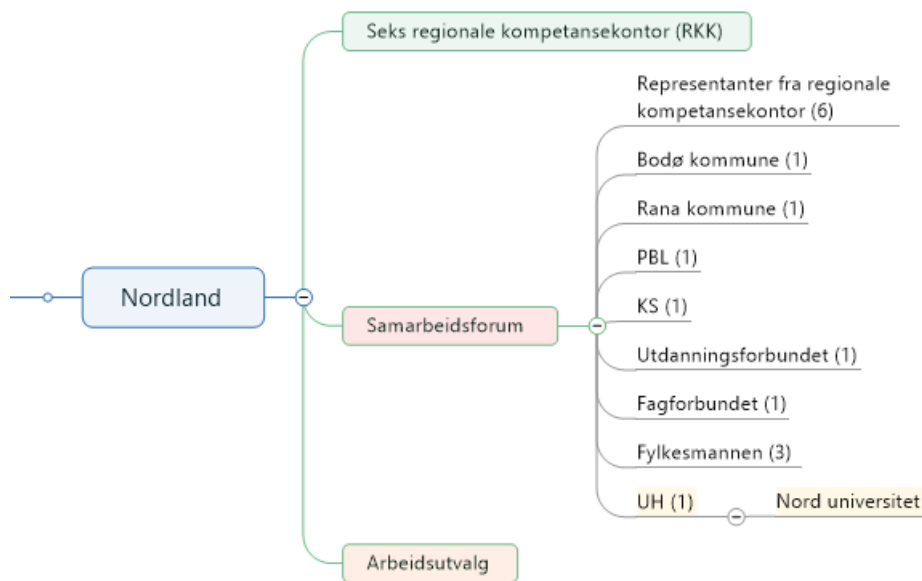 Seks regionale kompetansekontor (RKK)
Representanter fra regionale
kompetansekontor (6)
Bodø kommune (1)
Rana kommune (1)
PBL (1)
Nordland
KS (1)
Samarbeidsforum
Utdanningsforbundet (1)
Fagforbundet (1)
Fylkesmannen (3)
UH (1)
Nord universitet
Arbeidsutvalg